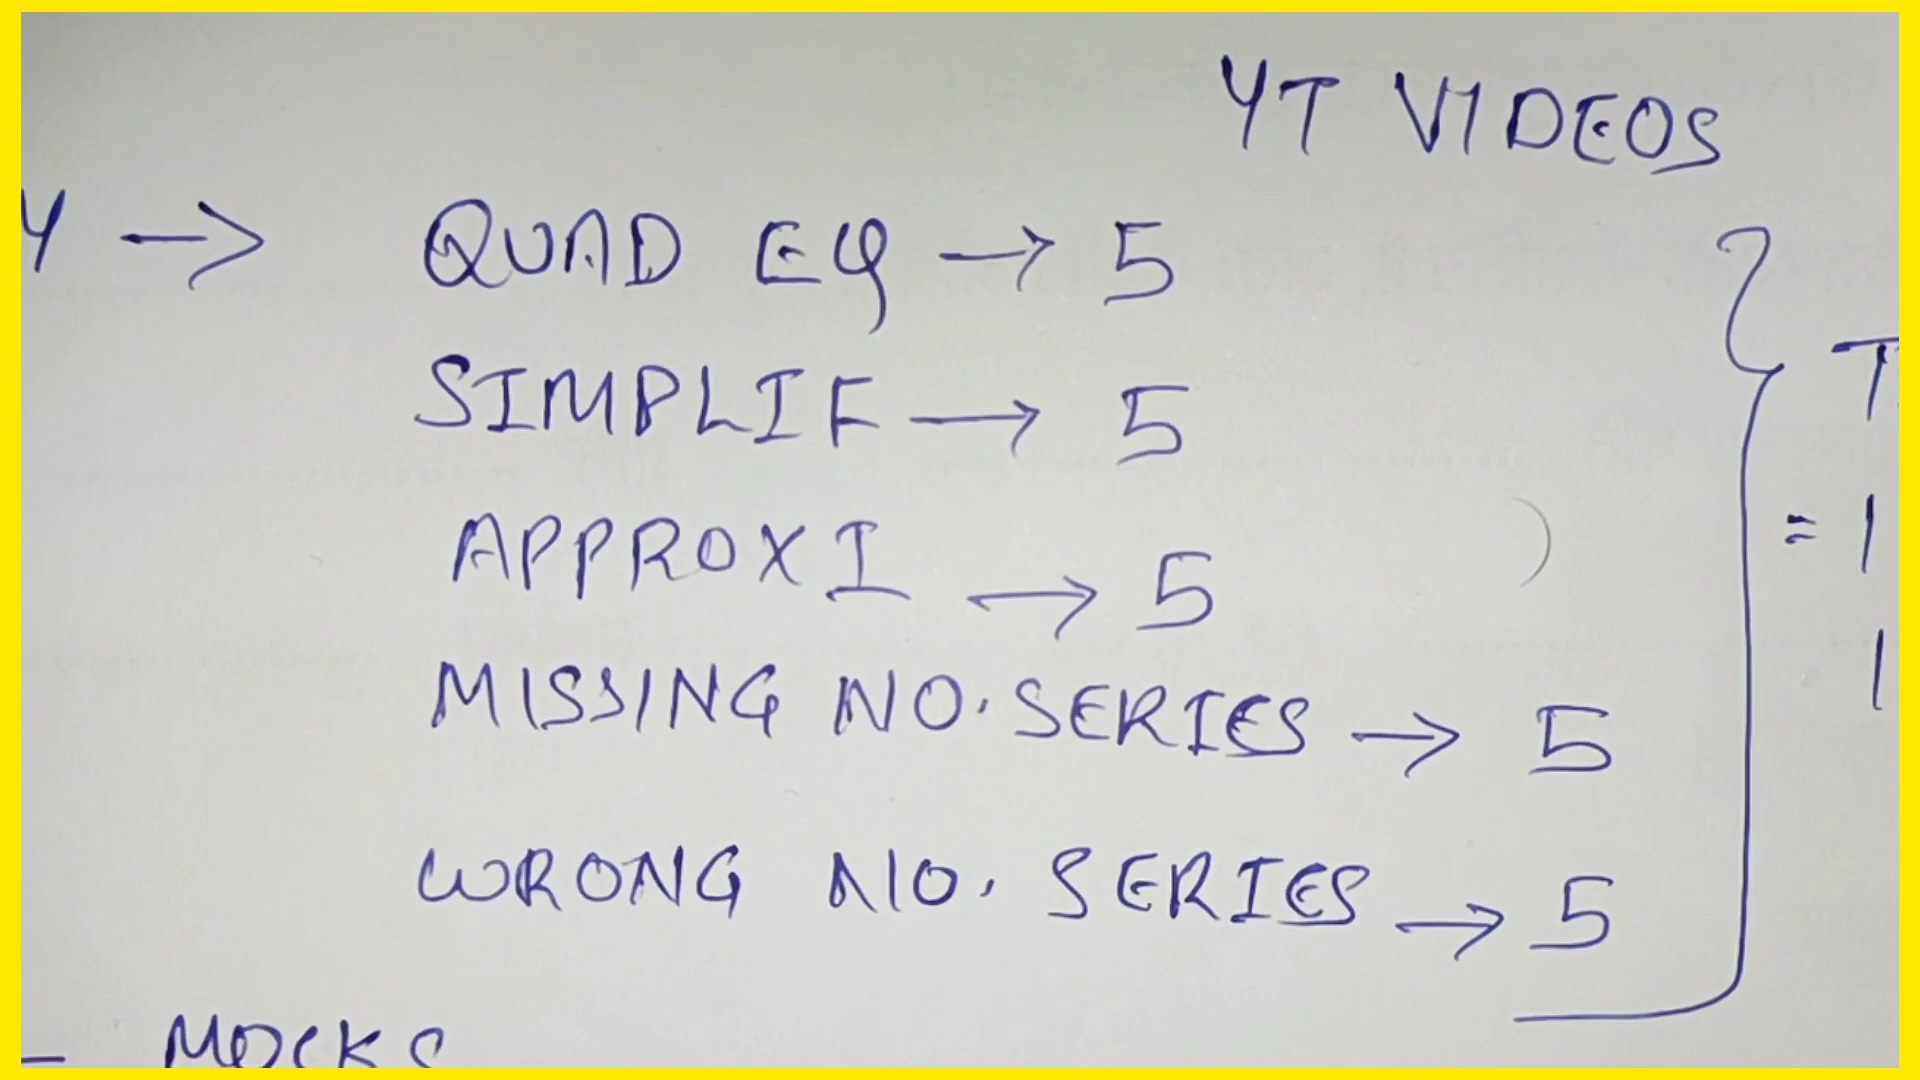 YT VIDEOS
Y → QUAD EQ → 5
SIMPLIF → 5
APPROXI → 5
MISSING NO. SERIES → 5
WRONG NO. SERIES → 5
- MOCKS